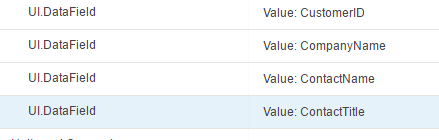 UI.DataField Value: CustomerID
UI.DataField Value: CompanyName
UI.DataField Value: ContactName
UI.DataField Value: ContactTitle